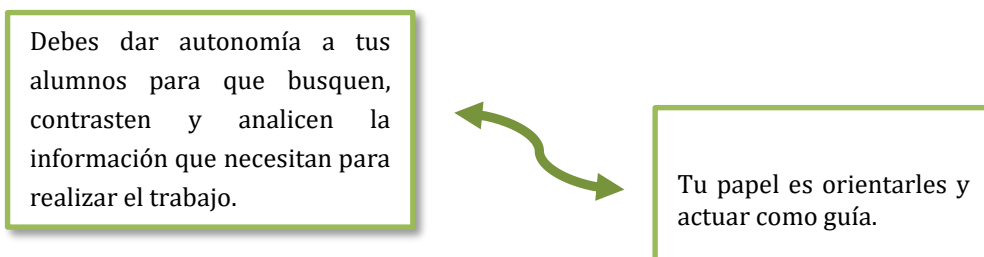 Debes dar autonomía a tus
alumnos para que busquen,
contrasten y analicen la
información que necesitan para
realizar el trabajo.
Tu papel es orientarles y
actuar como guía.